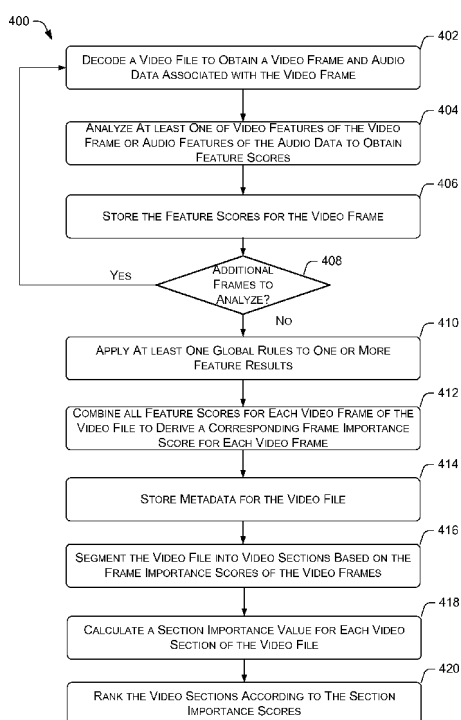 400
402
DECODE A VIDEO FILE TO OBTAIN A VIDEO FRAME AND AUDIO
DATA ASSOCIATED WITH THE VIDEO FRAME
404
ANALYZE AT LEAST ONE OF VIDEO FEATURES OF THE VIDEO
FRAME OR AUDIO FEATURES OF THE AUDIO DATA TO OBTAIN
FEATURE SCORES
406
STORE THE FEATURE SCORES FOR THE VIDEO FRAME
408
YES
ADDITIONAL
FRAMES TO
ANALYZE?
NO
410
APPLY AT LEAST ONE GLOBAL RULES TO ONE OR MORE
FEATURE RESULTS
412
COMBINE ALL FEATURE SCORES FOR EACH VIDEO FRAME OF THE
VIDEO FILE TO DERIVE A CORRESPONDING FRAME IMPORTANCE
SCORE FOR EACH VIDEO FRAME
414
STORE METADATA FOR THE VIDEO FILE
416
SEGMENT THE VIDEO FILE INTO VIDEO SECTIONS BASED ON THE
FRAME IMPORTANCE SCORES OF THE VIDEO FRAMES
418
CALCULATE A SECTION IMPORTANCE VALUE FOR EACH VIDEO
SECTION OF THE VIDEO FILE
420
RANK THE VIDEO SECTIONS ACCORDING TO THE SECTION
IMPORTANCE SCORES